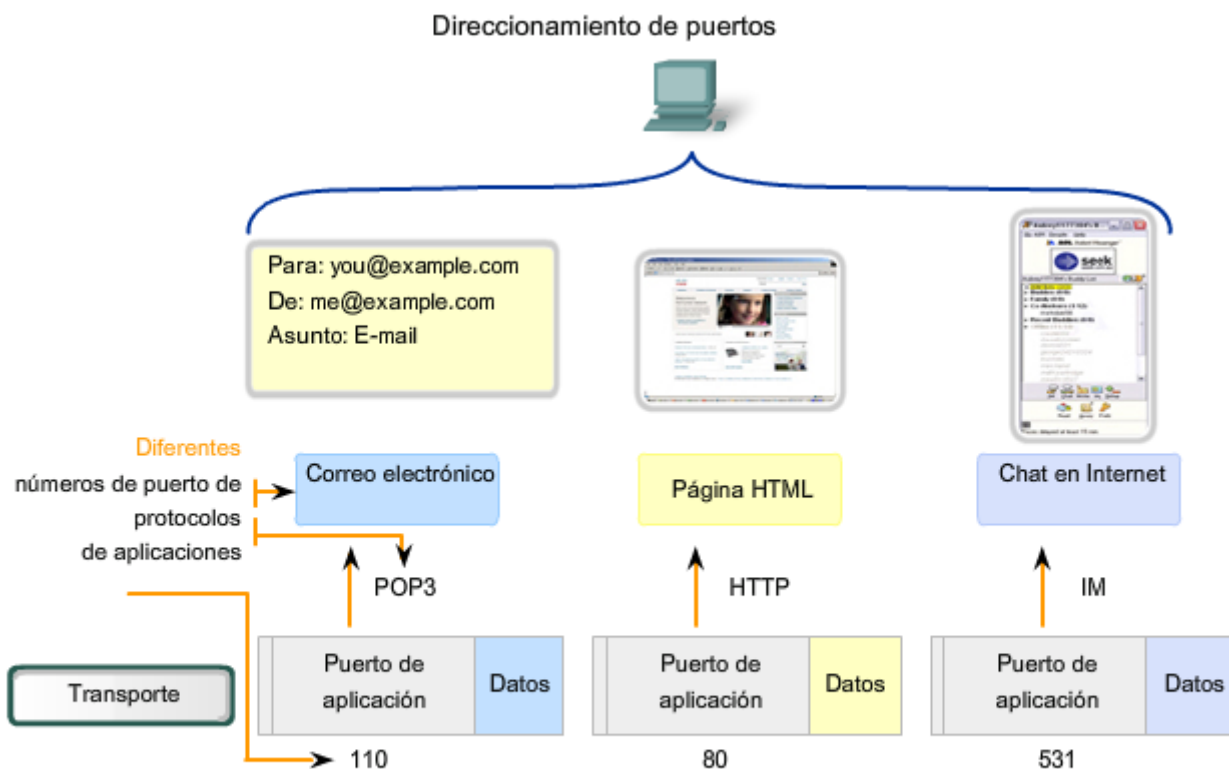 Direccionamiento de puertos
Para: you@example.com
De: me@example.com
Asunto: E-mail
seek
Diferentes
números de puerto de
protocolos
de aplicaciones
Correo electrónico
Página HTML
Chat en Internet
POP3
HTTP
IM
Transporte
Puerto de
aplicación
Datos
Puerto de
aplicación
Datos
Puerto de
aplicación
Datos
110
80
531